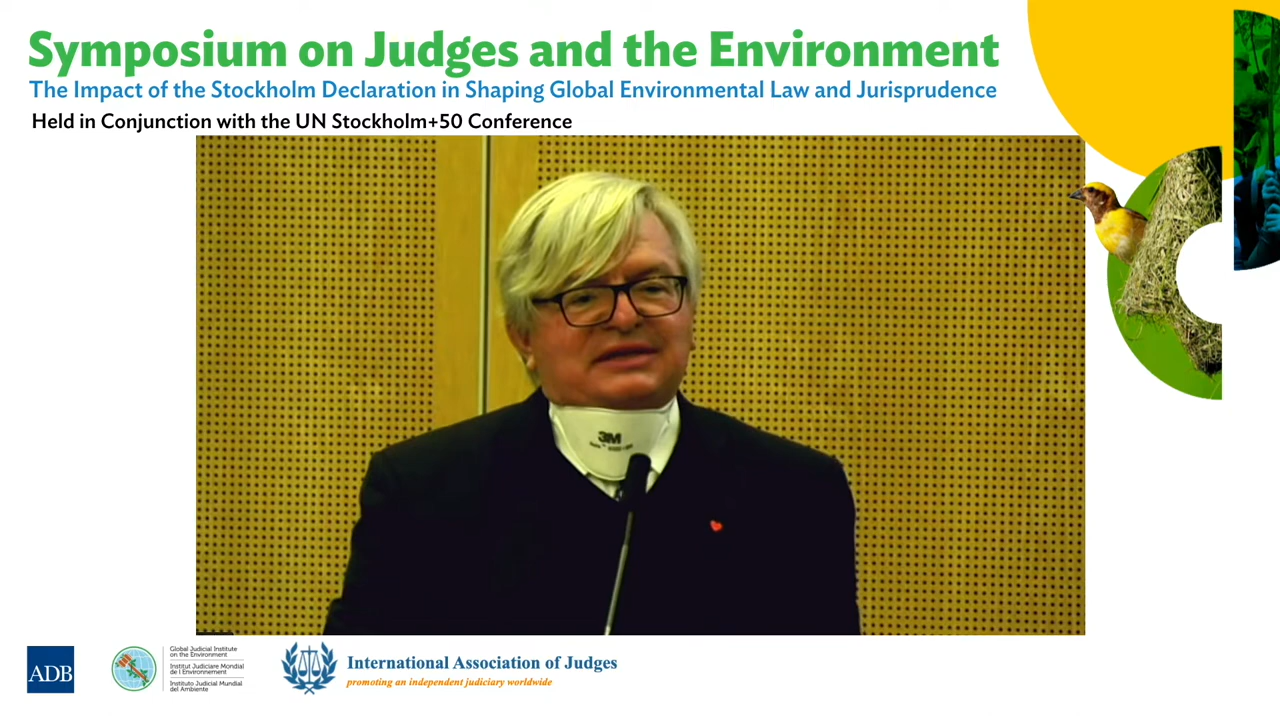 Symposium on Judges and the Environment
The Impact of the Stockholm Declaration in Shaping Global Environmental Law and Jurisprudence
Held in Conjunction with the UN Stockholm+50 Conference
3M
ADB
Global Judicial Institute
on the Environment
Institut Judiciaire Mondial
de l'Environnement
Instituto Judicial Mundial
del Ambiente
International Association of Judges
promoting an independent judiciary worldwide